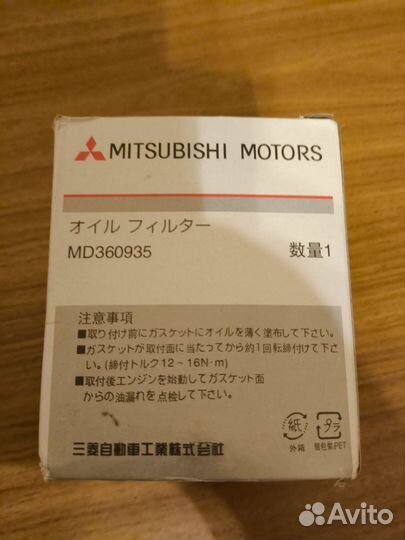 MITSUBISHI MOTORS
オイル フィルター
MD360935 数量1
注意事項
■取り付け前にガスケットにオイルを薄く塗布して下さい。
■ガスケットが取付面に当たってから約1回転締付けて下さ
い。(締付トルク12～16N･m)
■取付後エンジンを始動してガスケット面
からの油漏れを点検して下さい。
紙 プラ
外箱 個包装:PET
三菱自動車工業株式会社
Avito